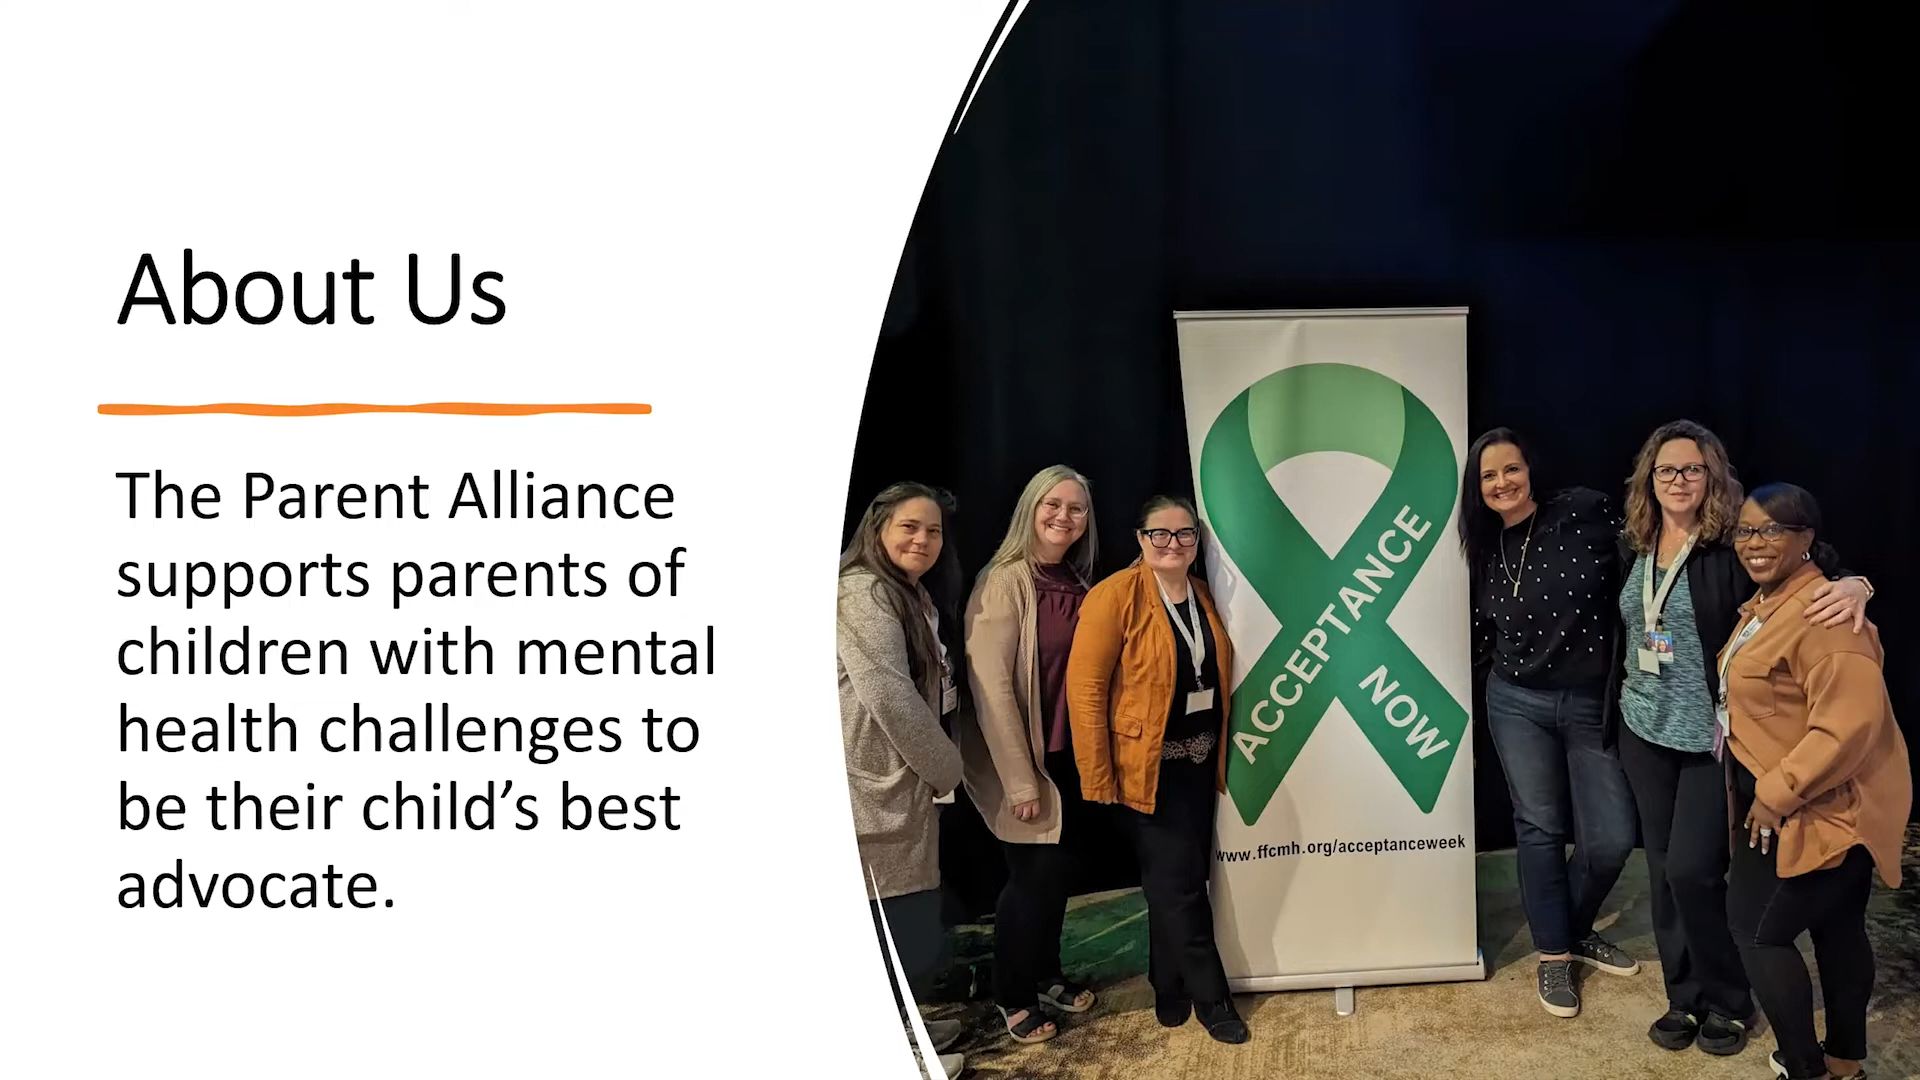 About Us
The Parent Alliance
supports parents of
children with mental
health challenges to
be their child’s best
advocate.
ACCEPTANCE
NOW
www.ffcmh.org/acceptanceweek